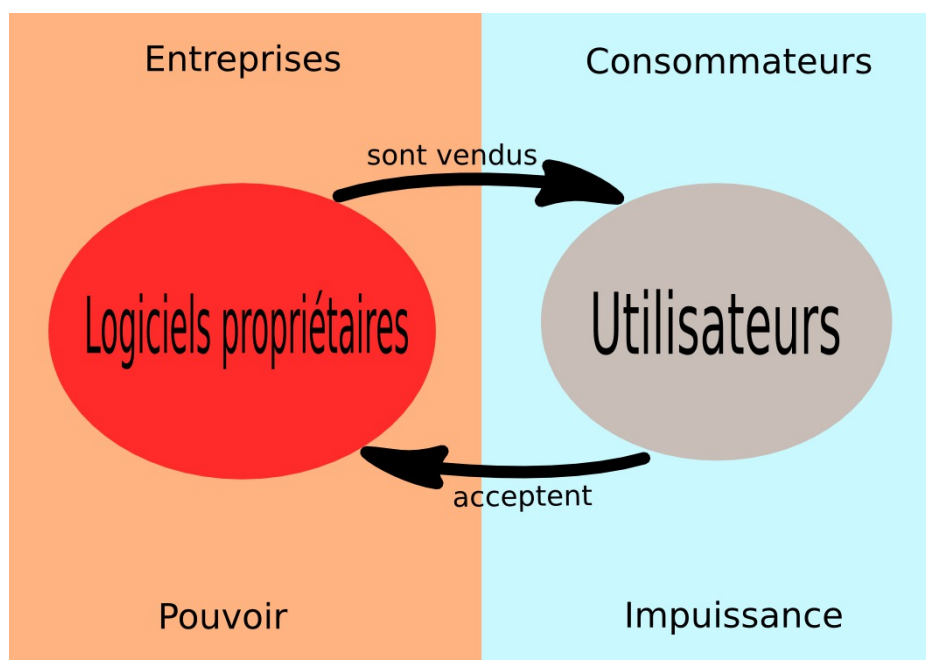 Entreprises
Consommateurs
sont vendus
Logiciels propriétaires
Utilisateurs
acceptent
Pouvoir
Impuissance